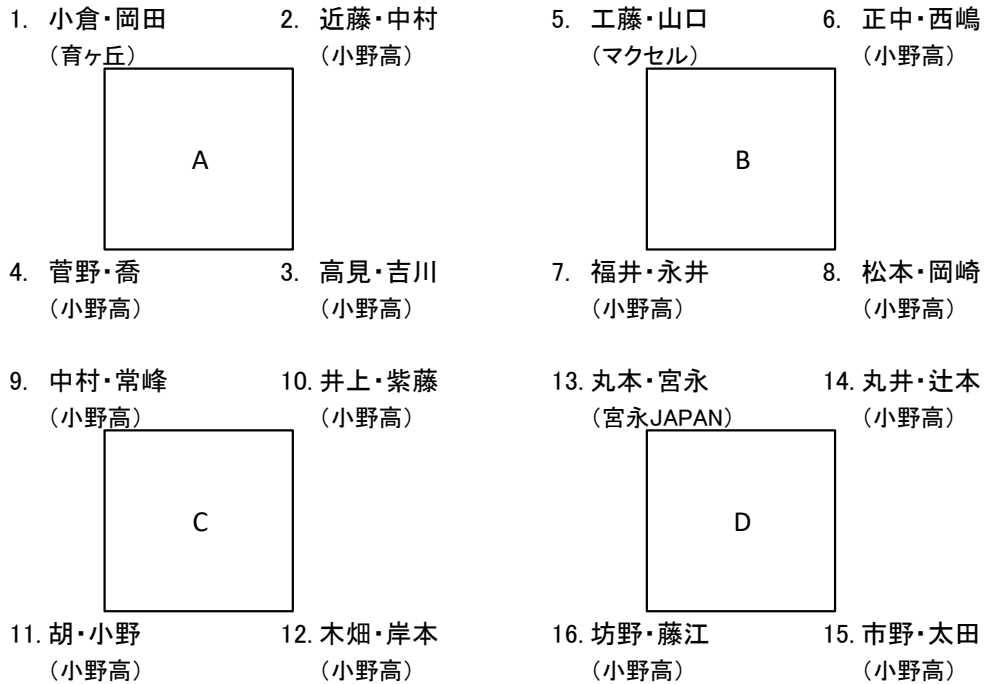 1. 小倉・岡田 2. 近藤・中村 5. 工藤・山口 6. 正中・西嶋
（育ヶ丘） （小野高） （マクセル） （小野高）
A B
4. 菅野・喬 3. 高見・吉川 7. 福井・永井 8. 松本・岡崎
（小野高） （小野高） （小野高） （小野高）
9. 中村・常峰 10. 井上・紫藤 13. 丸本・宮永 14. 丸井・辻本
（小野高） （小野高） （宮永JAPAN） （小野高）
C D
11. 胡・小野 12. 木畑・岸本 16. 坊野・藤江 15. 市野・太田
（小野高） （小野高） （小野高） （小野高）